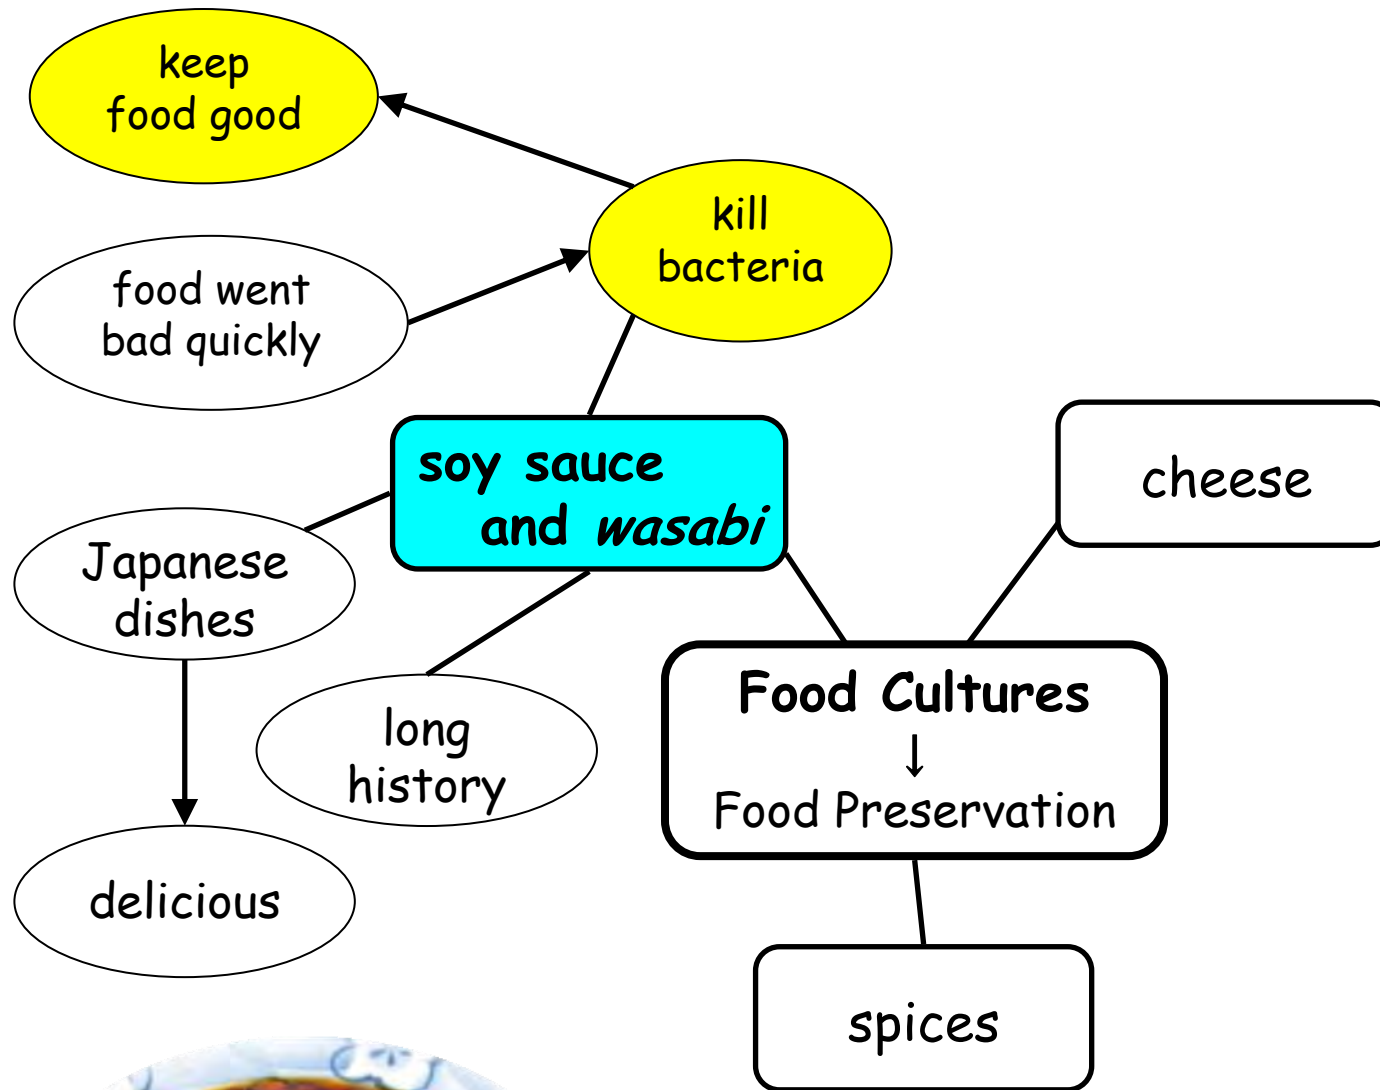 keep
food good
kill
bacteria
food went
bad quickly
soy sauce
and wasabi
cheese
Japanese
dishes
long
history
Food Cultures
↓
Food Preservation
delicious
spices